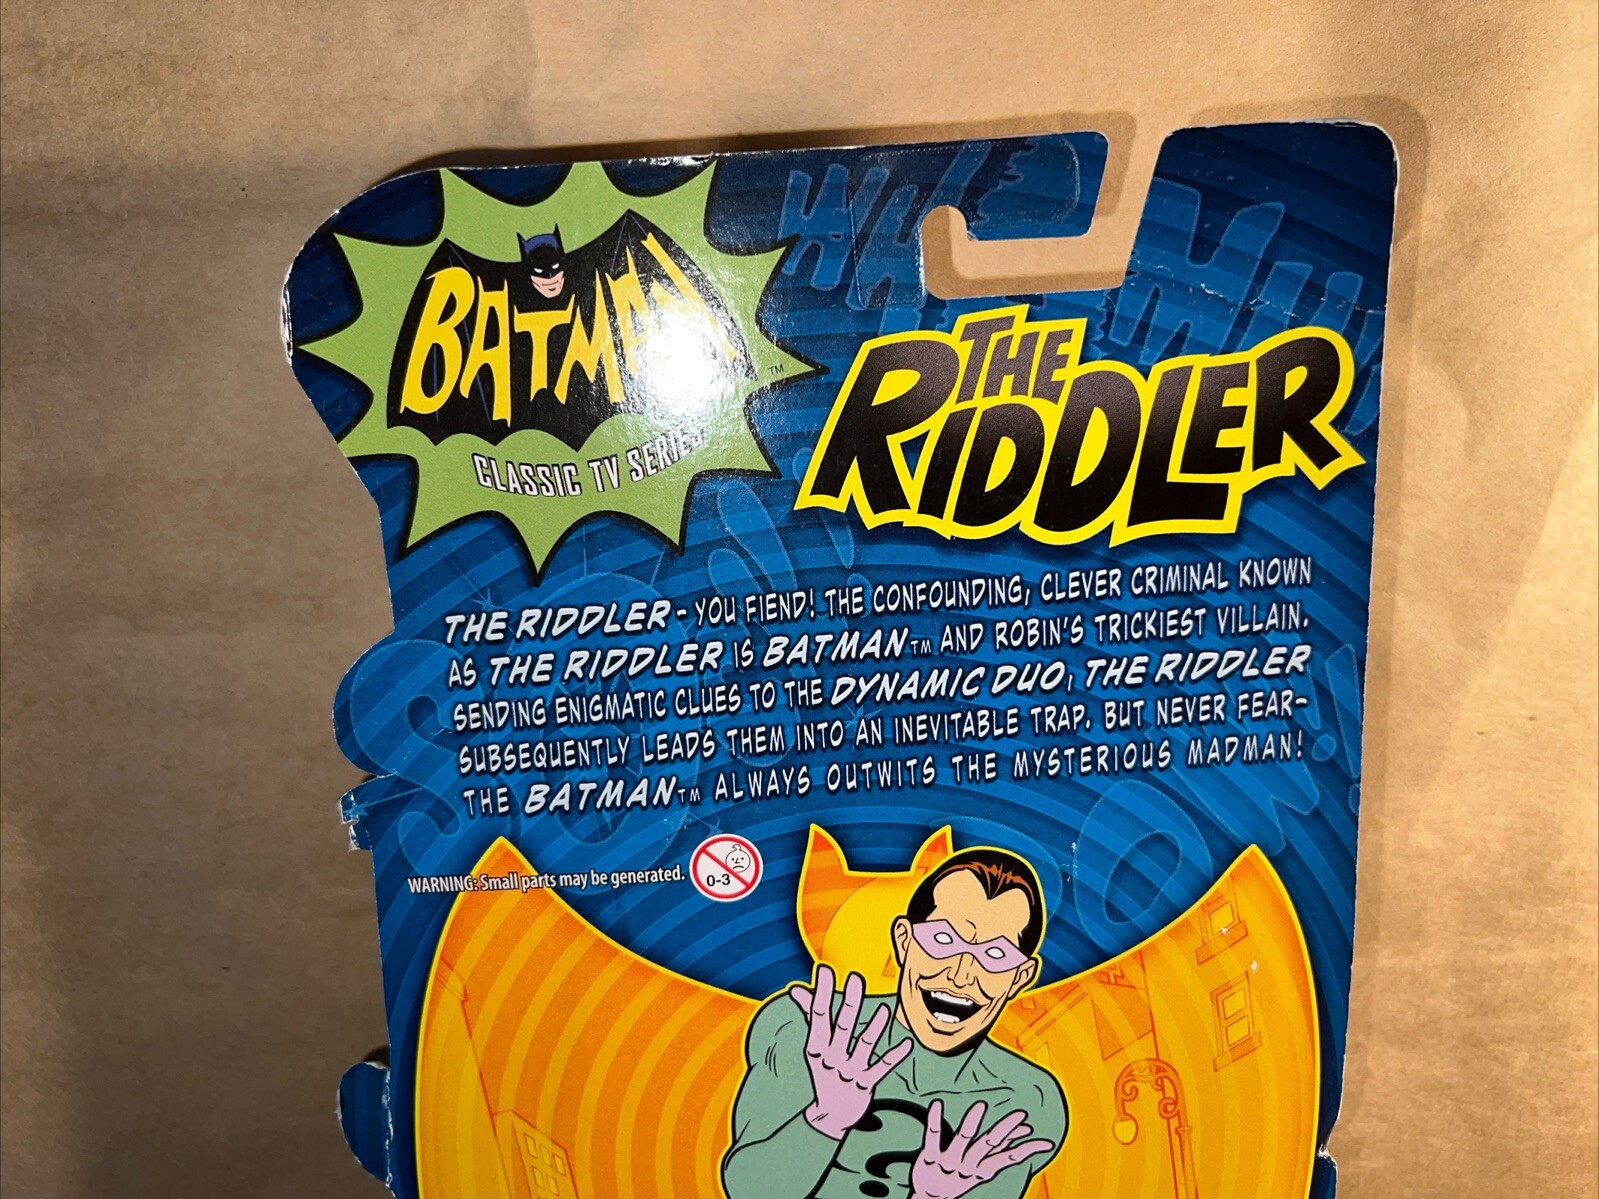 BATMAN
TM
CLASSIC TV SERIES
THE
RIDDLER
THE RIDDLER - YOU FIEND! THE CONFOUNDING, CLEVER CRIMINAL KNOWN
AS THE RIDDLER IS BATMAN™ AND ROBIN'S TRICKIEST VILLAIN.
SENDING ENIGMATIC CLUES TO THE DYNAMIC DUO, THE RIDDLER
SUBSEQUENTLY LEADS THEM INTO AN INEVITABLE TRAP. BUT NEVER FEAR-
THE BATMAN™ ALWAYS OUTWITS THE MYSTERIOUS MADMAN!
WARNING: Small parts may be generated.
0-3
POW!